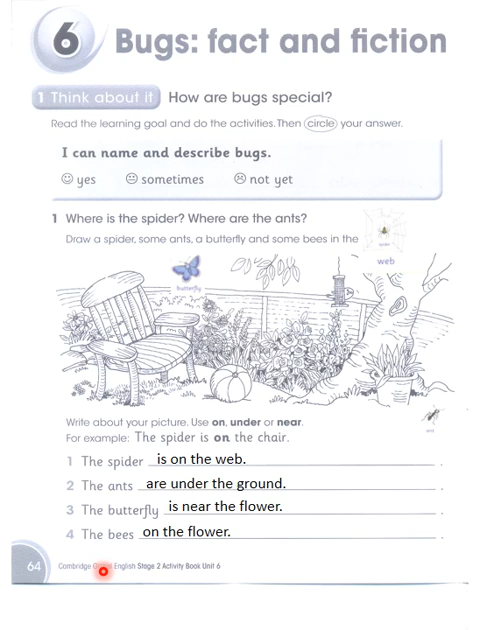 6 Bugs: fact and fiction
1 Think about it How are bugs special?
Read the learning goal and do the activities. Then circle your answer.
I can name and describe bugs.
yes sometimes not yet
1 Where is the spider? Where are the ants?
spider
Draw a spider, some ants, a butterfly and some bees in the
web
butterfly
Write about your picture. Use on, under or near.
For example: The spider is on the chair.
1 The spider is on the web.
2 The ants are under the ground.
3 The butterfly is near the flower.
4 The bees on the flower.
64 Cambridge English Stage 2 Activity Book Unit 6